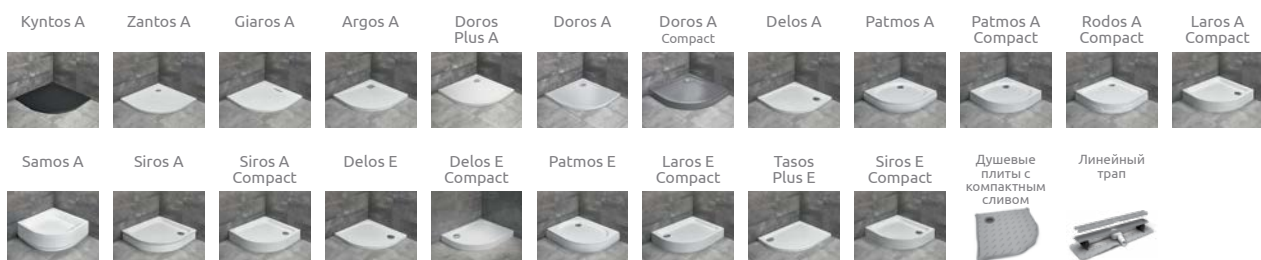 Kyntos A
Zantos A
Giaros A
Argos A
Doros
Plus A
Doros A
Doros A
Compact
Delos A
Patmos A
Patmos A
Compact
Rodos A
Compact
Laros A
Compact
Samos A
Siros A
Siros A
Compact
Delos E
Delos E
Compact
Patmos E
Laros E
Compact
Tasos
Plus E
Siros E
Compact
Душевые
плиты с
компактным
сливом
Линейный
трап